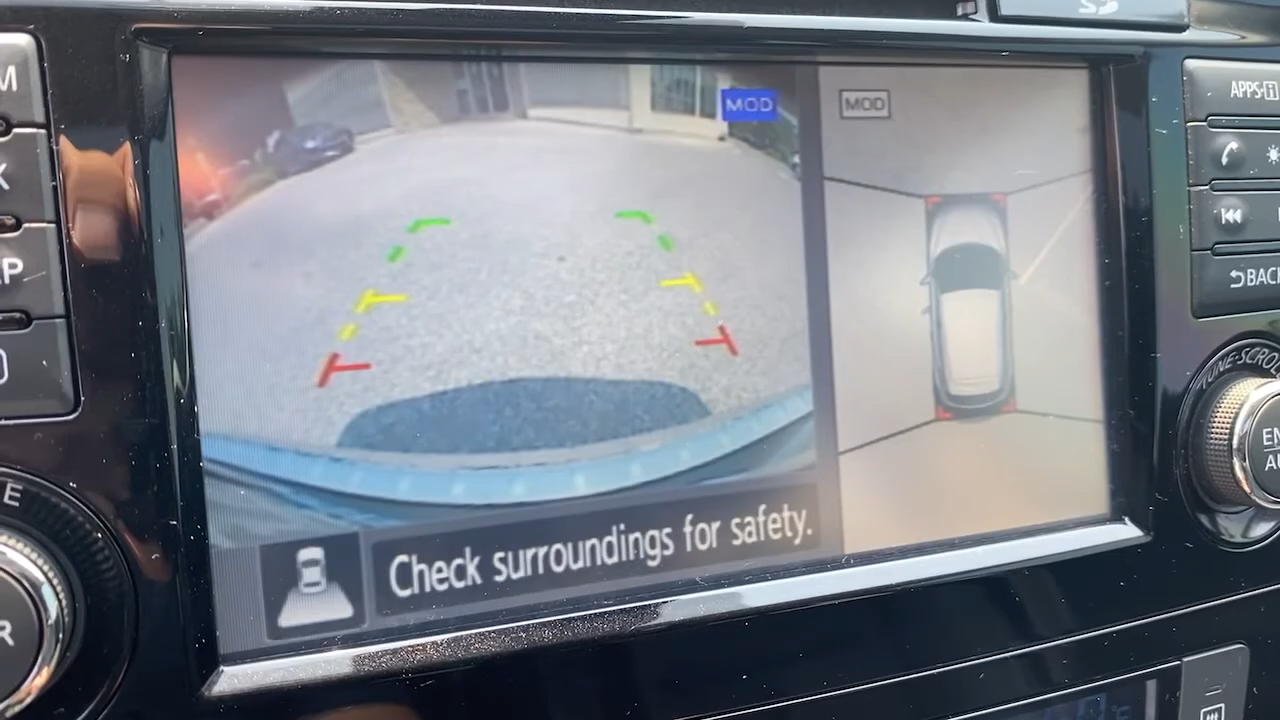 MOD
MOD
APPS·i
BACK
TUNE·SCROLL
Check surroundings for safety.